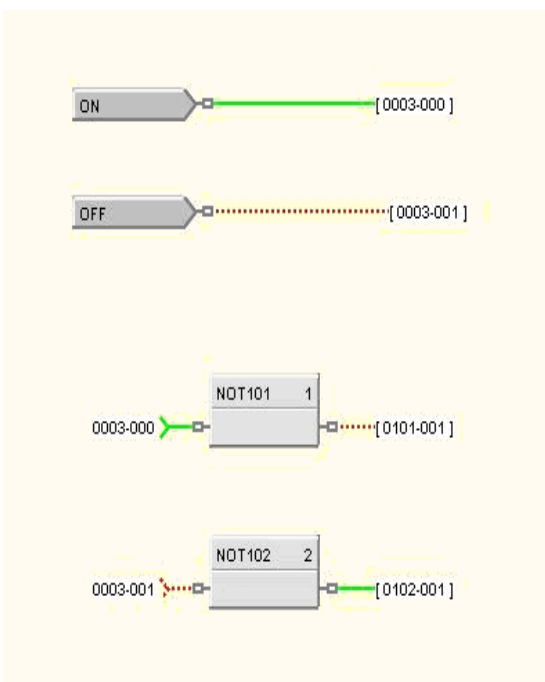 ON [ 0003-000 ]
OFF [ 0003-001 ]
NOT101 1
0003-000 [ 0101-001 ]
NOT102 2
0003-001 [ 0102-001 ]